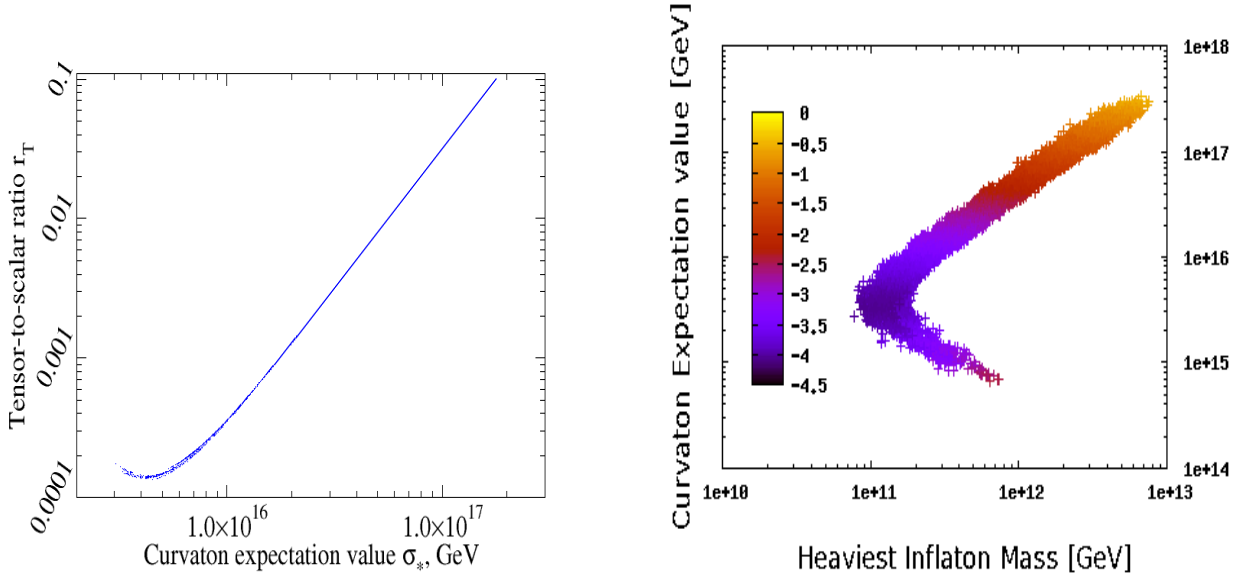 Tensor-to-scalar ratio r_T
0.1
0.01
0.001
0.0001
1.0×10^16
1.0×10^17
Curvaton expectation value σ_*, GeV
Curvaton Expectation value [GeV]
0
-0.5
-1
-1.5
-2
-2.5
-3
-3.5
-4
-4.5
1e+18
1e+17
1e+16
1e+15
1e+14
1e+10
1e+11
1e+12
1e+13
Heaviest Inflaton Mass [GeV]